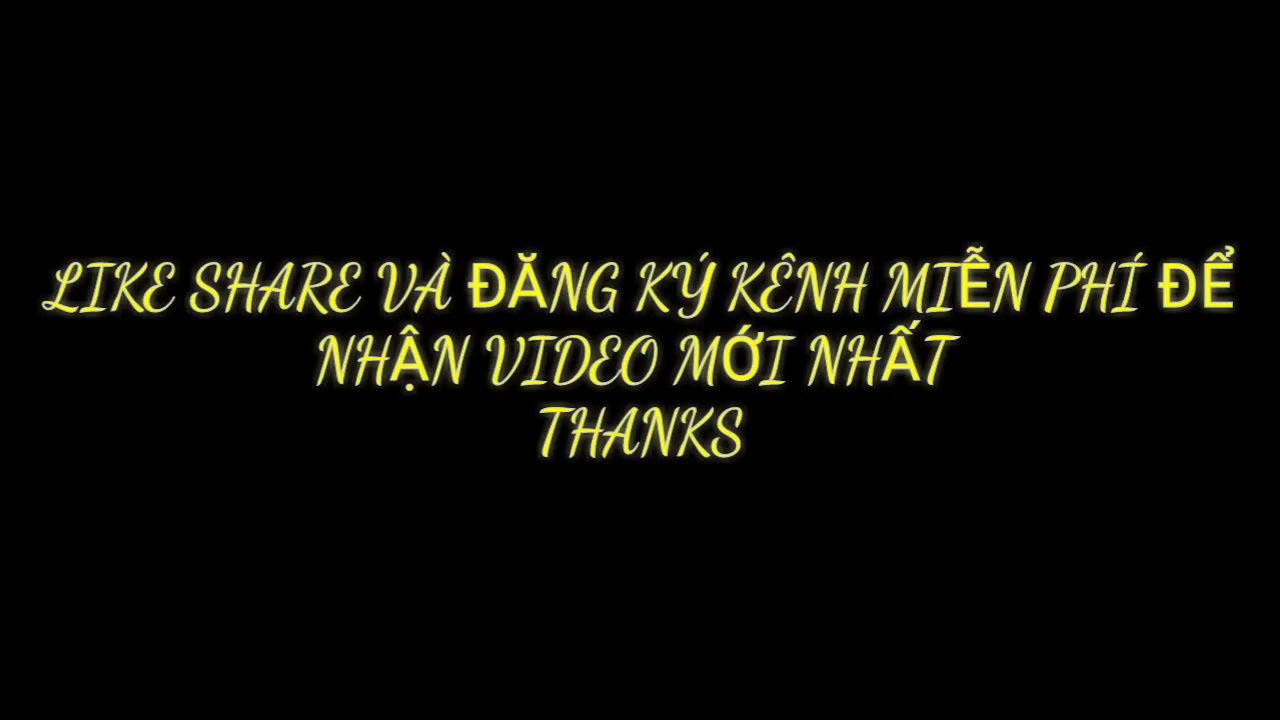 LIKE SHARE VÀ ĐĂNG KÝ KÊNH MIỄN PHÍ ĐỂ
NHẬN VIDEO MỚI NHẤT
THANKS